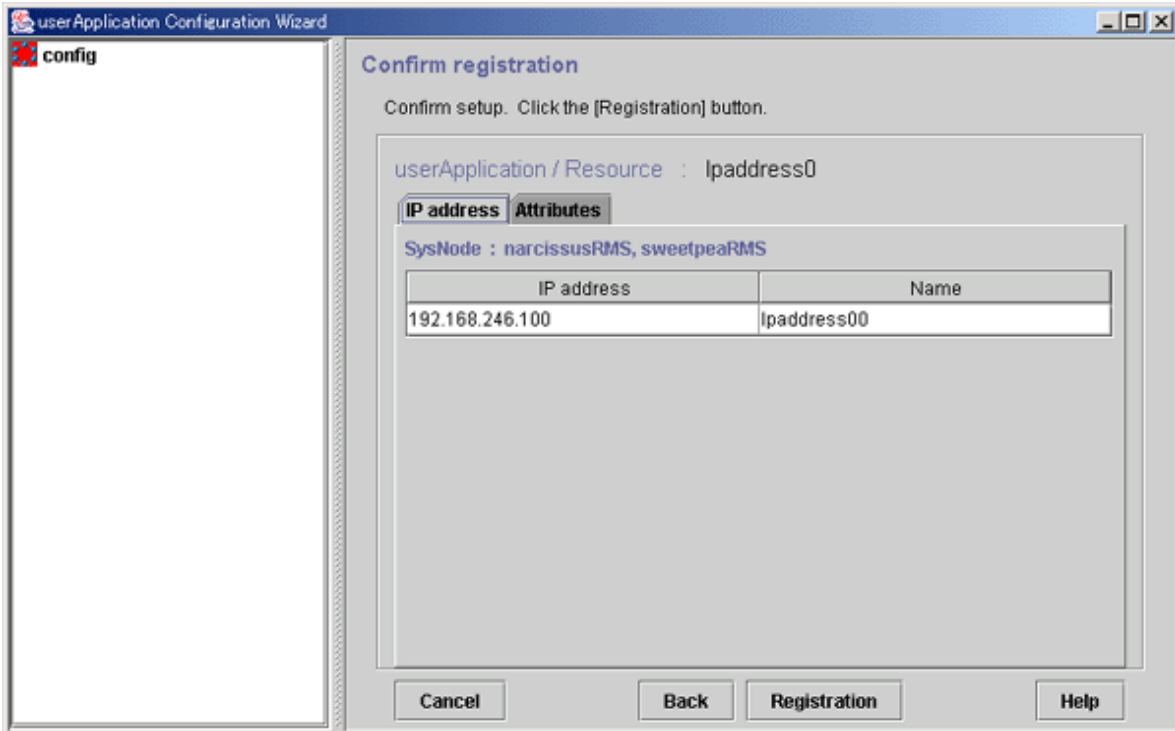 userApplication Configuration Wizard
config
Confirm registration
Confirm setup. Click the [Registration] button.
userApplication / Resource : Ipaddress0
IP address Attributes
SysNode : narcissusRMS, sweetpeaRMS
IP address Name
192.168.246.100 Ipaddress00
Cancel Back Registration Help